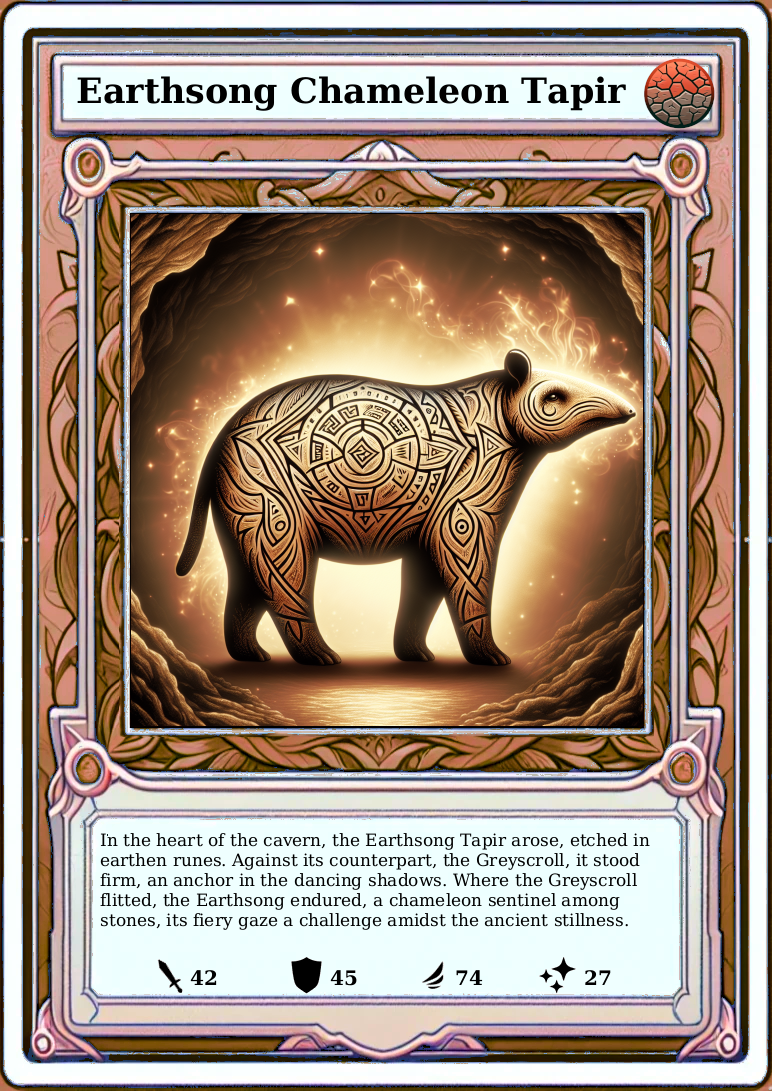 Earthsong Chameleon Tapir
In the heart of the cavern, the Earthsong Tapir arose, etched in
earthen runes. Against its counterpart, the Greyscroll, it stood
firm, an anchor in the dancing shadows. Where the Greyscroll
flitted, the Earthsong endured, a chameleon sentinel among
stones, its fiery gaze a challenge amidst the ancient stillness.
42 45 74 27